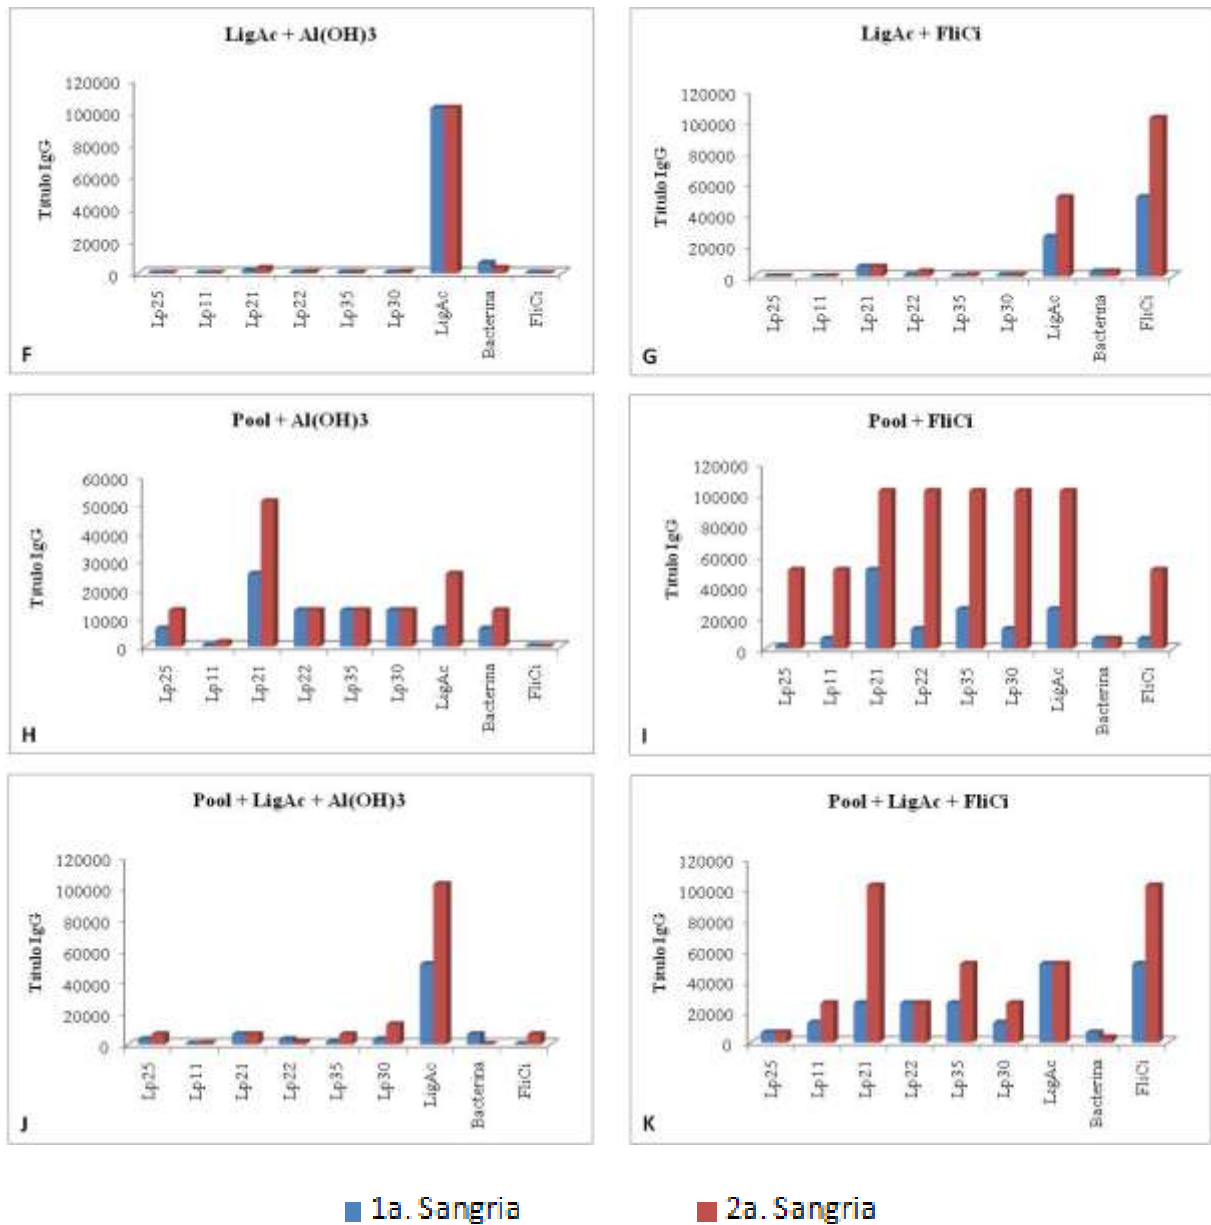 LigAc + Al(OH)3
Titulo IgG
120000
100000
80000
60000
40000
20000
0
Lp25
Lp11
Lp21
Lp22
Lp35
Lp30
LigAc
Bacterina
FliCi
F
LigAc + FliCi
Titulo IgG
120000
100000
80000
60000
40000
20000
0
Lp25
Lp11
Lp21
Lp22
Lp35
Lp30
LigAc
Bacterina
FliCi
G
Pool + Al(OH)3
Titulo IgG
60000
50000
40000
30000
20000
10000
0
Lp25
Lp11
Lp21
Lp22
Lp35
Lp30
LigAc
Bacterina
FliCi
H
Pool + FliCi
Titulo IgG
120000
100000
80000
60000
40000
20000
0
Lp25
Lp11
Lp21
Lp22
Lp35
Lp30
LigAc
Bacterina
FliCi
I
Pool + LigAc + Al(OH)3
Titulo IgG
120000
100000
80000
60000
40000
20000
0
Lp25
Lp11
Lp21
Lp22
Lp35
Lp30
LigAc
Bacterina
FliCi
J
Pool + LigAc + FliCi
Titulo IgG
120000
100000
80000
60000
40000
20000
0
Lp25
Lp11
Lp21
Lp22
Lp35
Lp30
LigAc
Bacterina
FliCi
K
1a. Sangria
2a. Sangria